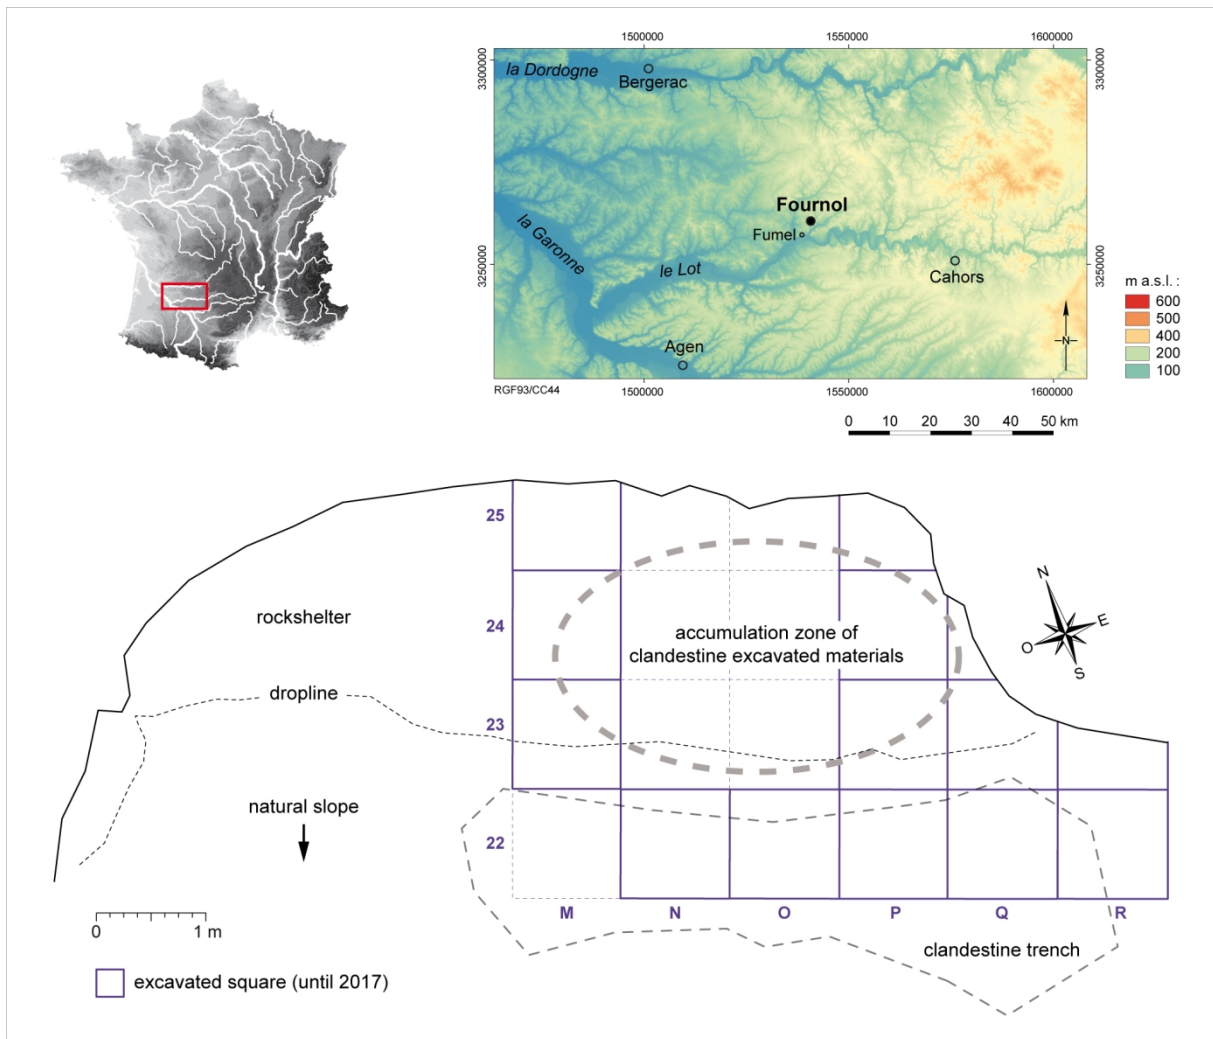 1500000
1550000
1600000
3300000
3300000
la Dordogne
Bergerac
Fournol
Fumel
la Garonne
le Lot
3250000
3250000
Cahors
Agen
m a.s.l. :
600
500
400
200
100
N
RGF93/CC44
1500000
1550000
1600000
0 10 20 30 40 50 km
25
24
23
22
rockshelter
accumulation zone of
clandestine excavated materials
N
E
O
S
dropline
natural slope
M N O P Q R
0 1 m
clandestine trench
excavated square (until 2017)